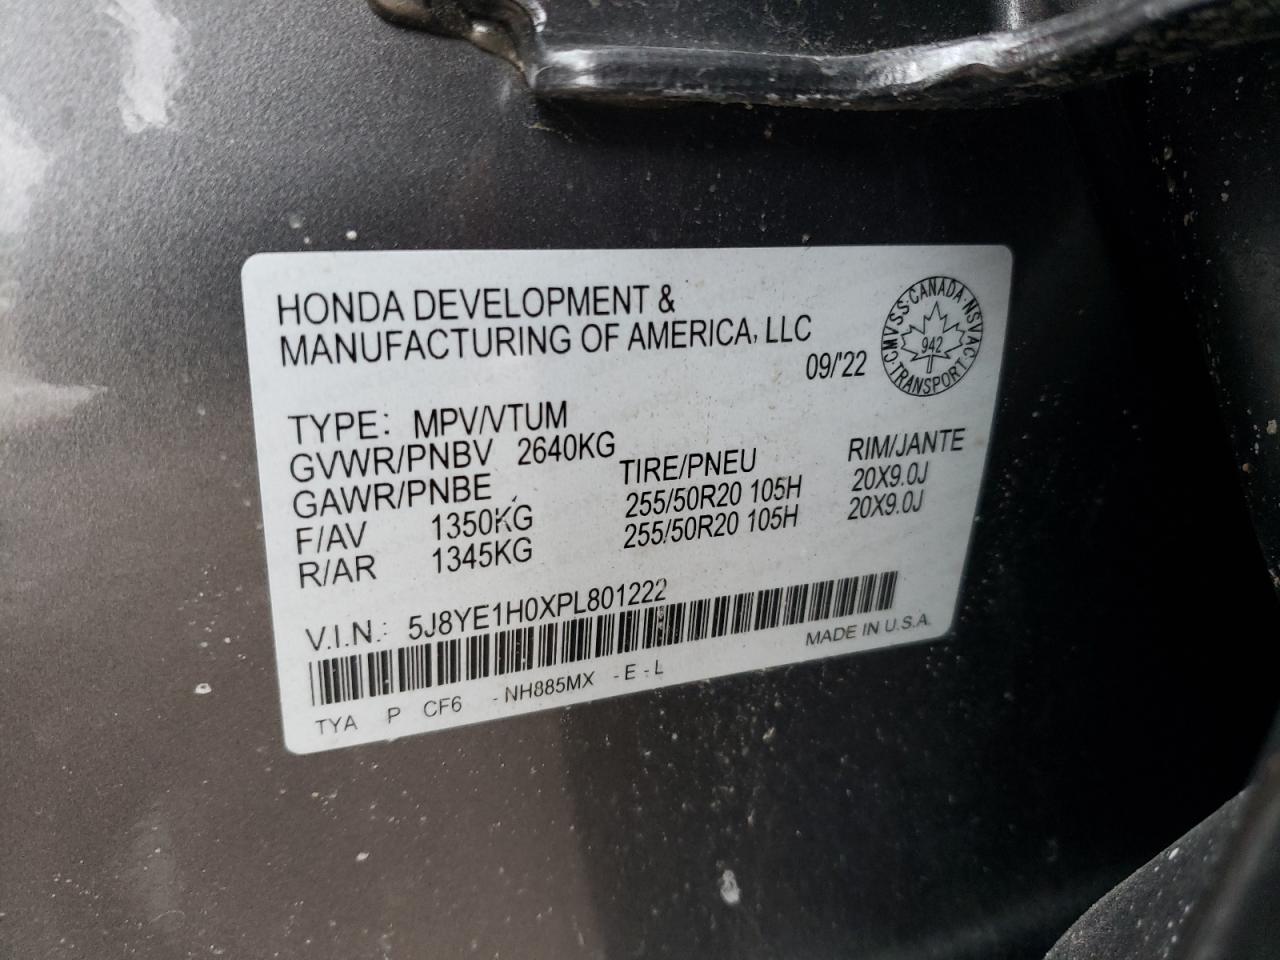 HONDA DEVELOPMENT &
MANUFACTURING OF AMERICA, LLC
09/'22
CMVSS·CANADA·NSVAC
942
·TRANSPORT·
TYPE: MPV/VTUM
GVWR/PNBV 2640KG
GAWR/PNBE TIRE/PNEU RIM/JANTE
F/AV 1350KG 255/50R20 105H 20X9.0J
R/AR 1345KG 255/50R20 105H 20X9.0J
V.I.N.: 5J8YE1H0XPL801222
MADE IN U.S.A.
TYA P CF6 - NH885MX - E - L